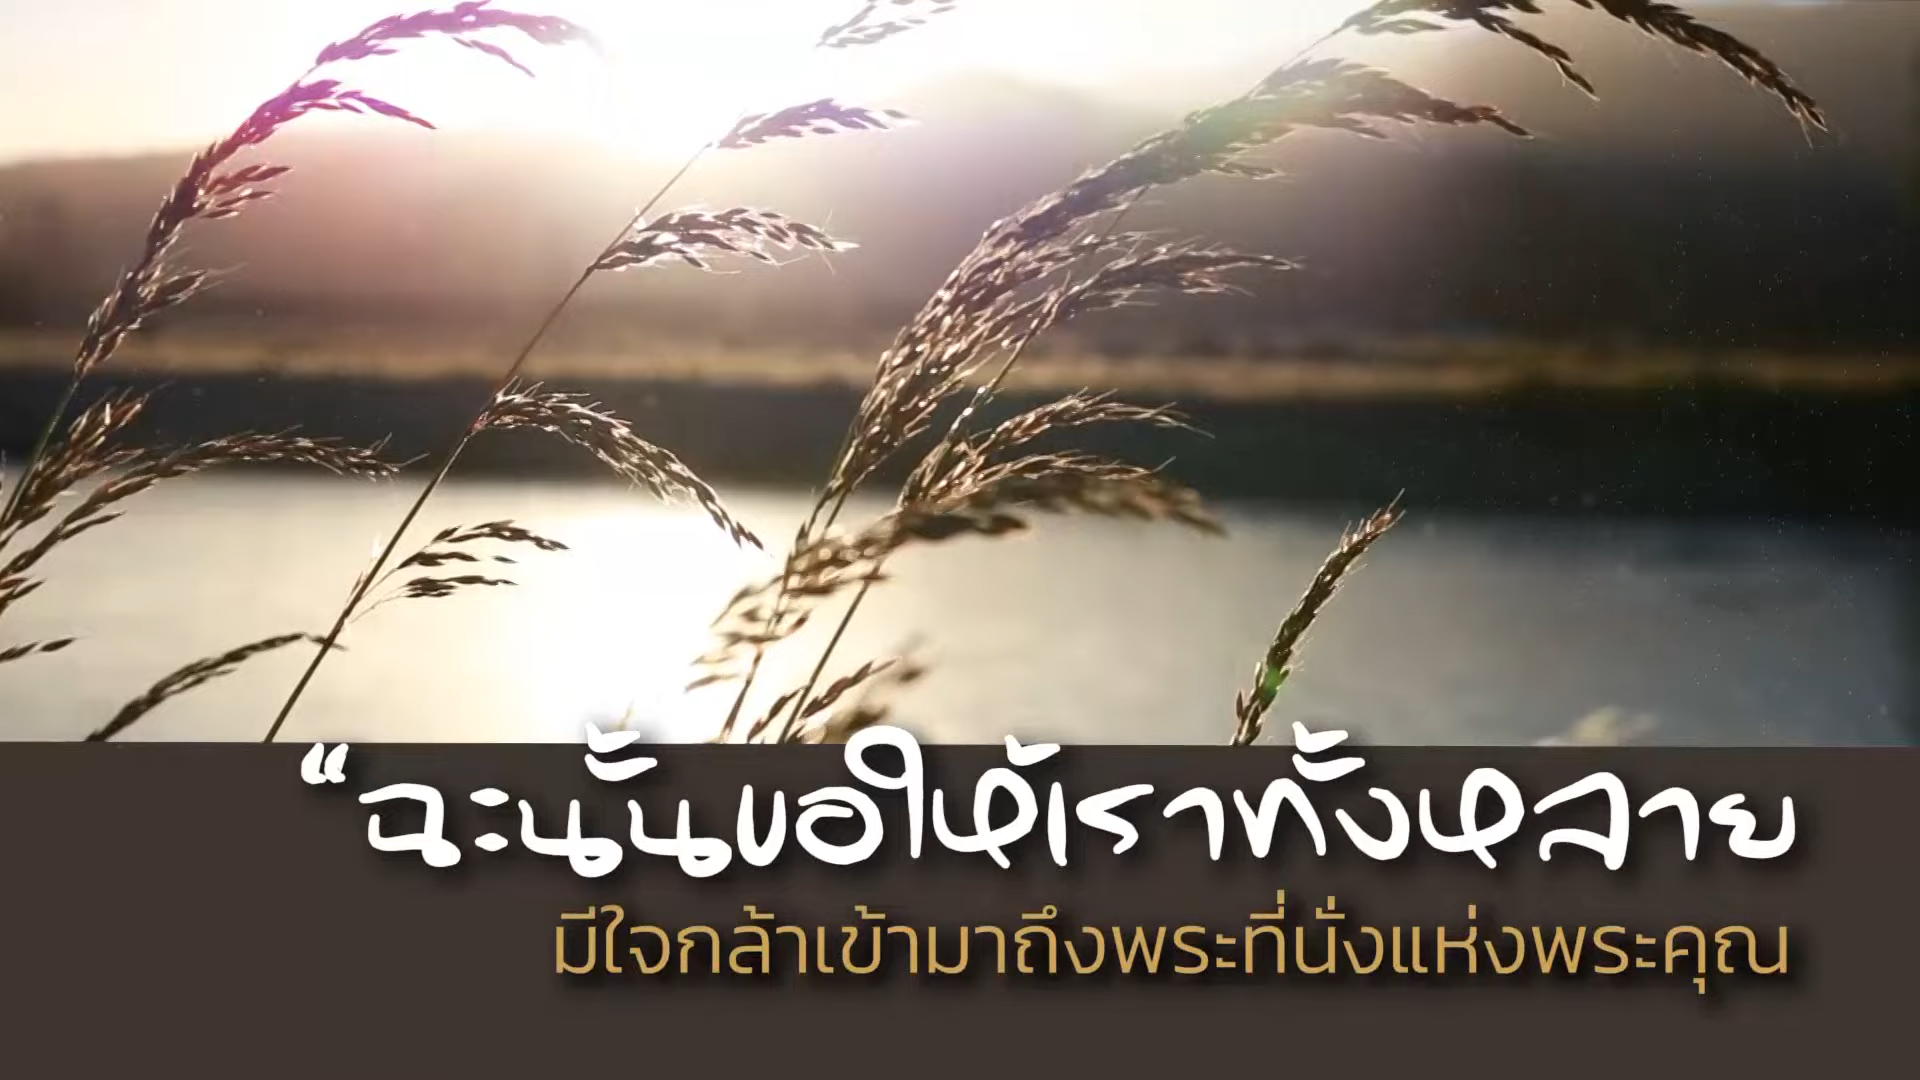 “ฉะนั้นขอให้เราทั้งหลาย
มีใจกล้าเข้ามาถึงพระที่นั่งแห่งพระคุณ